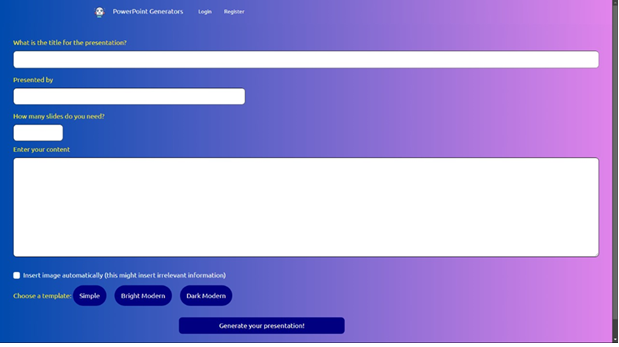 PowerPoint Generators Login Register
What is the title for the presentation?
Presented by
How many slides do you need?
Enter your content
Insert image automatically (this might insert irrelevant information)
Choose a template: Simple Bright Modern Dark Modern
Generate your presentation!